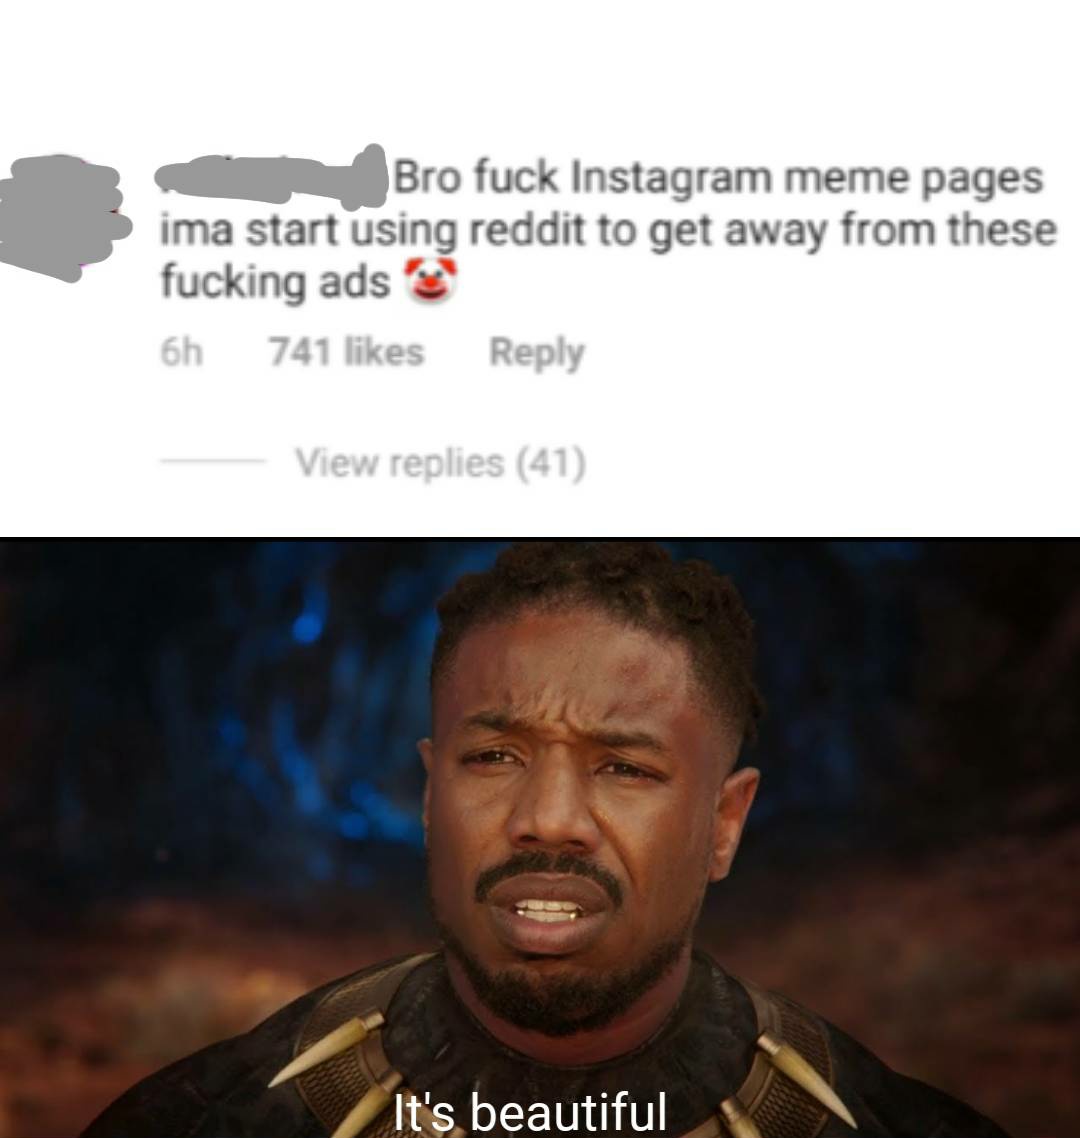 Bro fuck Instagram meme pages
ima start using reddit to get away from these
fucking ads 🤡
6h 741 likes Reply
View replies (41)
It's beautiful